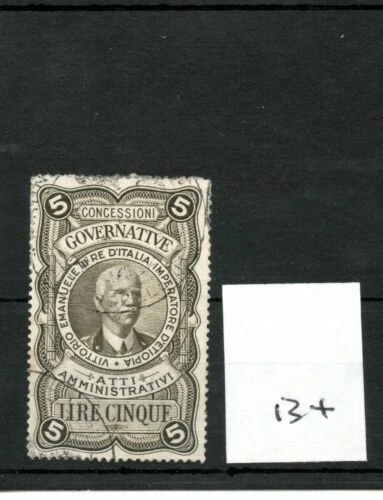 5 CONCESSIONI 5
GOVERNATIVE
VITTORIO EMANUELE III RE D'ITALIA IMPERATORE D'ETIOPIA
ATTI
AMMINISTRATIVI
LIRE CINQUE
5 5
13+